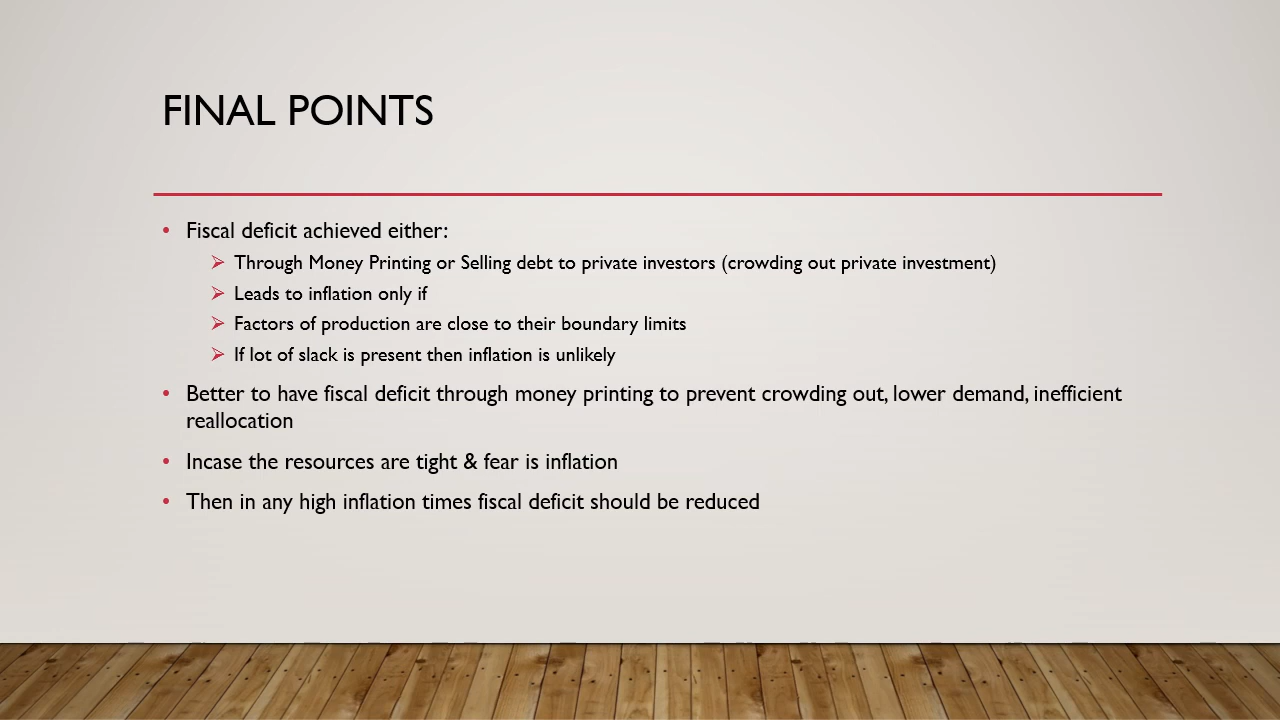 FINAL POINTS
• Fiscal deficit achieved either:
➢ Through Money Printing or Selling debt to private investors (crowding out private investment)
➢ Leads to inflation only if
➢ Factors of production are close to their boundary limits
➢ If lot of slack is present then inflation is unlikely
• Better to have fiscal deficit through money printing to prevent crowding out, lower demand, inefficient
reallocation
• Incase the resources are tight & fear is inflation
• Then in any high inflation times fiscal deficit should be reduced